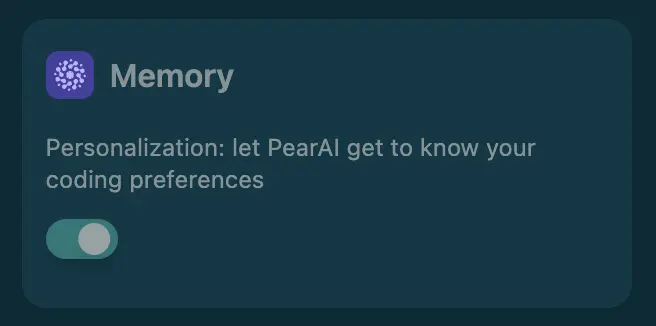 Memory
Personalization: let PearAI get to know your
coding preferences